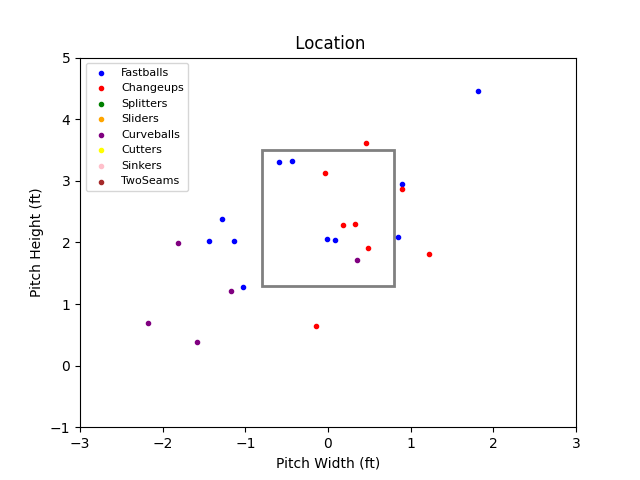 Location
Fastballs
Changeups
Splitters
Sliders
Curveballs
Cutters
Sinkers
TwoSeams
Pitch Height (ft)
5
4
3
2
1
0
−1
−3
−2
−1
0
1
2
3
Pitch Width (ft)